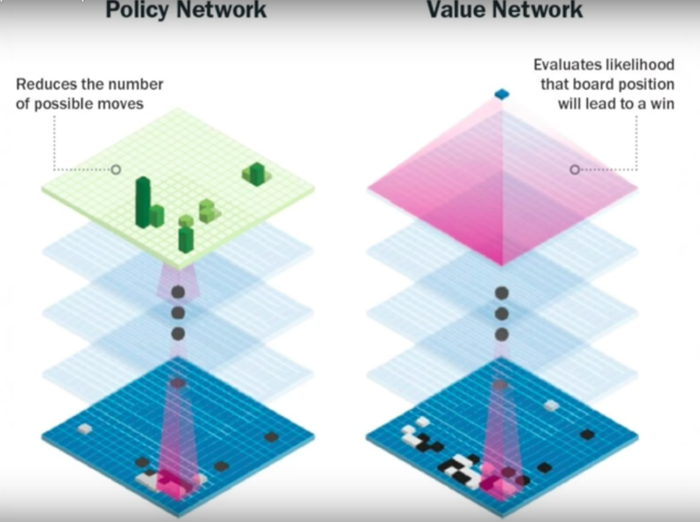 Policy Network
Value Network
Reduces the number
of possible moves
Evaluates likelihood
that board position
will lead to a win